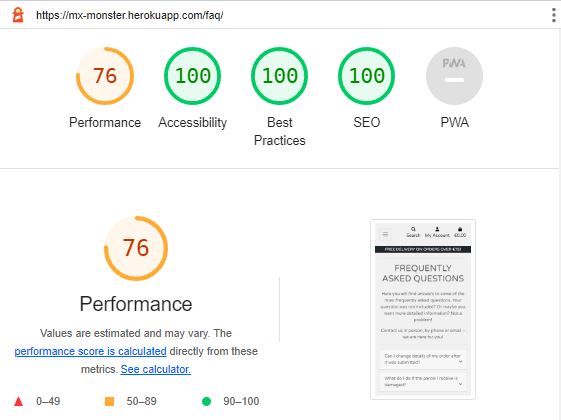 https://mx-monster.herokuapp.com/faq/
76
100
100
100
PWA
Performance
Accessibility
Best
Practices
SEO
PWA
76
Performance
Values are estimated and may vary. The
performance score is calculated directly from these
metrics. See calculator.
0–49
50–89
90–100
Search
My Account
€0.00
FREE DELIVERY ON ORDERS OVER €75!
FREQUENTLY
ASKED QUESTIONS
Here you will find answers to some of the
most frequently asked questions. Your
question was not included? Or maybe you
want more detailed information? Not a
problem!
Contact us in person, by phone or email –
we are here for you!
Can I change details of my order after
it was submitted?
What do I do if the parcel I receive is
damaged?